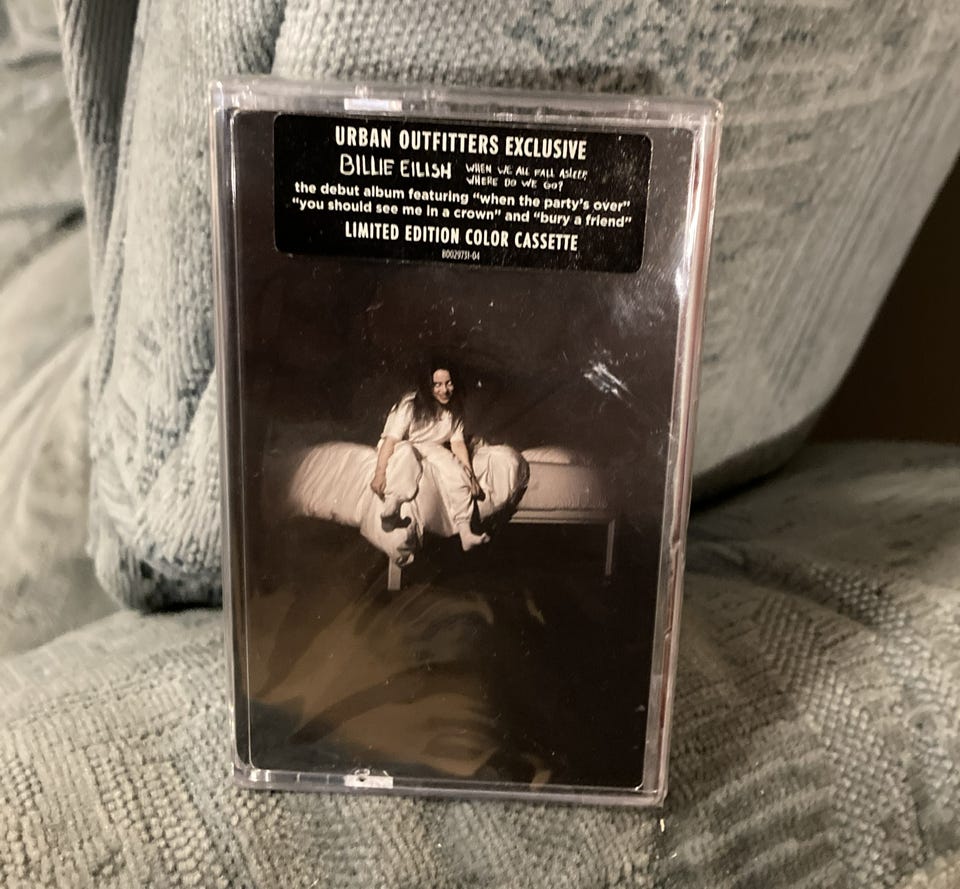 URBAN OUTFITTERS EXCLUSIVE
BILLIE EILISH WHEN WE ALL FALL ASLEEP,
WHERE DO WE GO?
the debut album featuring “when the party’s over”
“you should see me in a crown” and “bury a friend”
LIMITED EDITION COLOR CASSETTE
B0029731-04